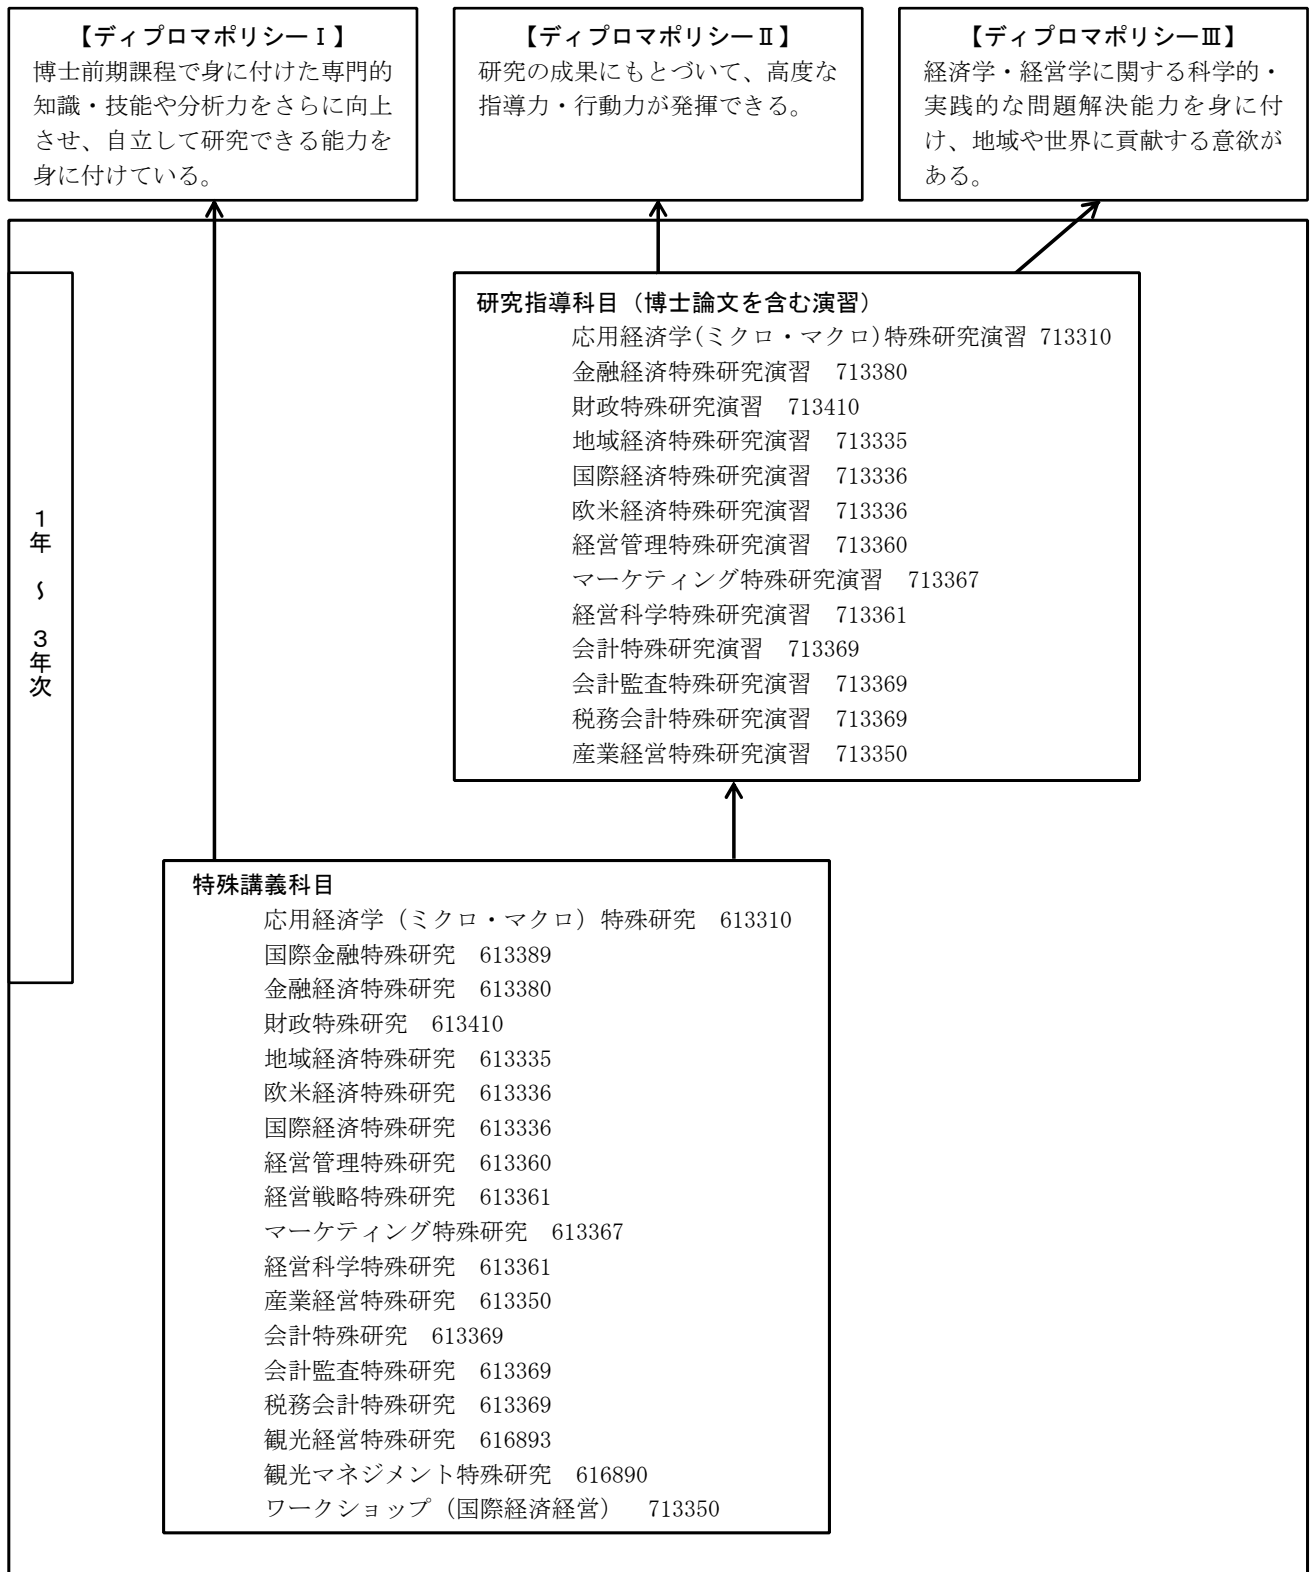 【ディプロマポリシーⅠ】
博士前期課程で身に付けた専門的
知識・技能や分析力をさらに向上
させ、自立して研究できる能力を
身に付けている。
【ディプロマポリシーⅡ】
研究の成果にもとづいて、高度な
指導力・行動力が発揮できる。
【ディプロマポリシーⅢ】
経済学・経営学に関する科学的・
実践的な問題解決能力を身に付
け、地域や世界に貢献する意欲が
ある。
1年 ~ 3年次
研究指導科目（博士論文を含む演習）
応用経済学(ミクロ・マクロ)特殊研究演習 713310
金融経済特殊研究演習 713380
財政特殊研究演習 713410
地域経済特殊研究演習 713335
国際経済特殊研究演習 713336
欧米経済特殊研究演習 713336
経営管理特殊研究演習 713360
マーケティング特殊研究演習 713367
経営科学特殊研究演習 713361
会計特殊研究演習 713369
会計監査特殊研究演習 713369
税務会計特殊研究演習 713369
産業経営特殊研究演習 713350
特殊講義科目
応用経済学（ミクロ・マクロ）特殊研究 613310
国際金融特殊研究 613389
金融経済特殊研究 613380
財政特殊研究 613410
地域経済特殊研究 613335
欧米経済特殊研究 613336
国際経済特殊研究 613336
経営管理特殊研究 613360
経営戦略特殊研究 613361
マーケティング特殊研究 613367
経営科学特殊研究 613361
産業経営特殊研究 613350
会計特殊研究 613369
会計監査特殊研究 613369
税務会計特殊研究 613369
観光経営特殊研究 616893
観光マネジメント特殊研究 616890
ワークショップ（国際経済経営） 713350